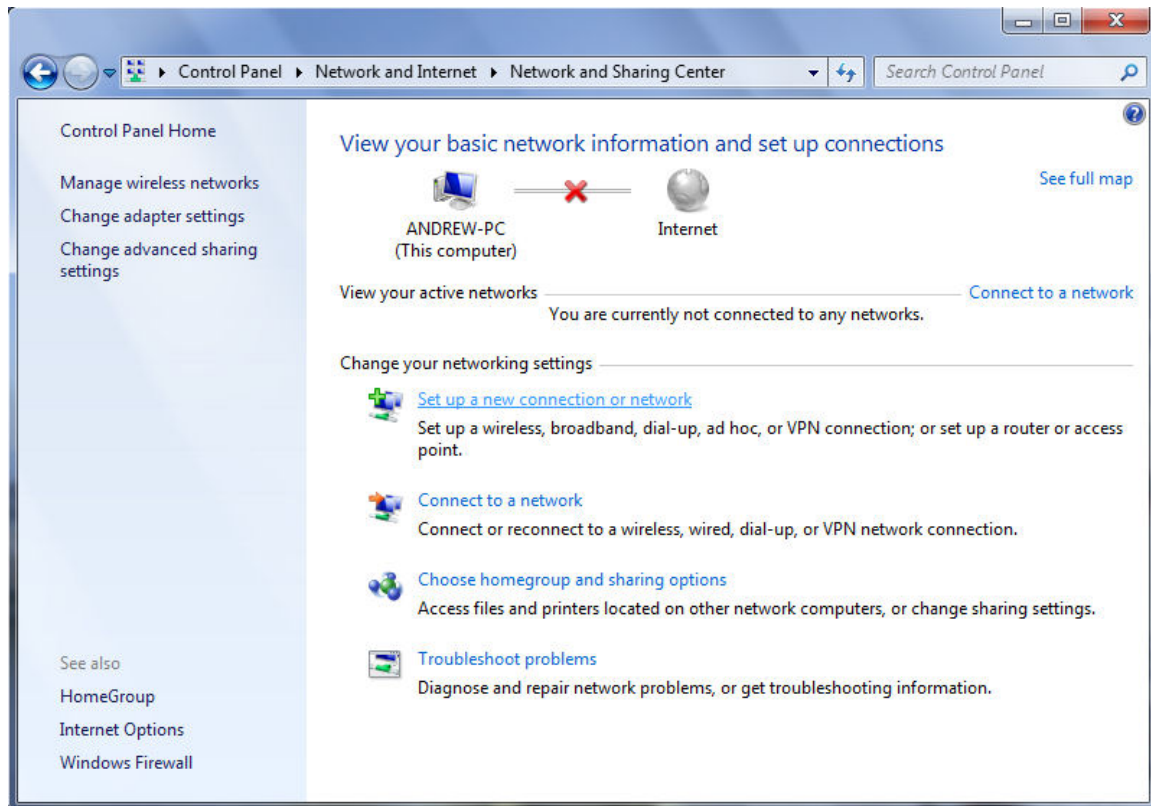 Control Panel ▸ Network and Internet ▸ Network and Sharing Center
Search Control Panel
Control Panel Home
Manage wireless networks
Change adapter settings
Change advanced sharing
settings
See also
HomeGroup
Internet Options
Windows Firewall
View your basic network information and set up connections
See full map
ANDREW-PC
(This computer)
Internet
View your active networks
Connect to a network
You are currently not connected to any networks.
Change your networking settings
Set up a new connection or network
Set up a wireless, broadband, dial-up, ad hoc, or VPN connection; or set up a router or access
point.
Connect to a network
Connect or reconnect to a wireless, wired, dial-up, or VPN network connection.
Choose homegroup and sharing options
Access files and printers located on other network computers, or change sharing settings.
Troubleshoot problems
Diagnose and repair network problems, or get troubleshooting information.